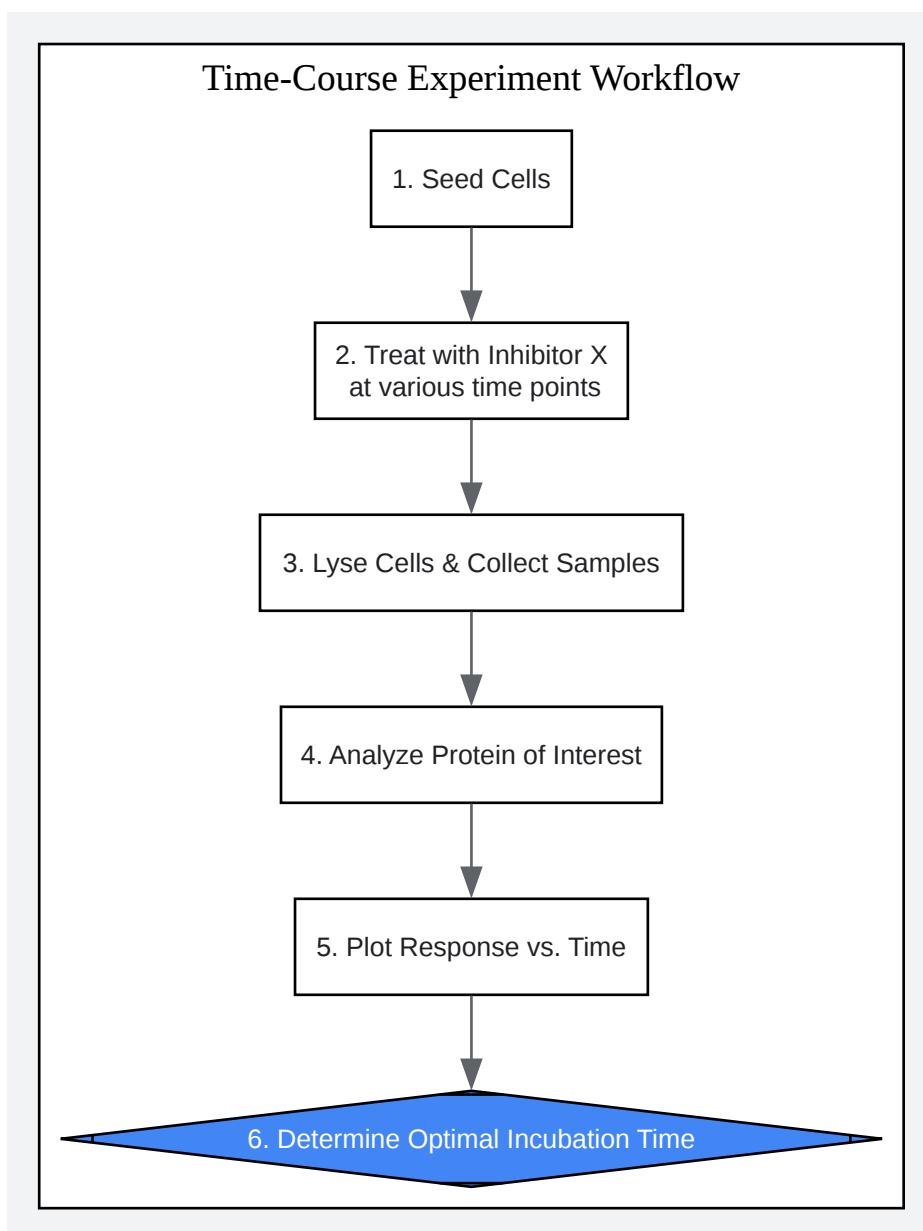 Time-Course Experiment Workflow
1. Seed Cells
2. Treat with Inhibitor X
at various time points
3. Lyse Cells & Collect Samples
4. Analyze Protein of Interest
5. Plot Response vs. Time
6. Determine Optimal Incubation Time